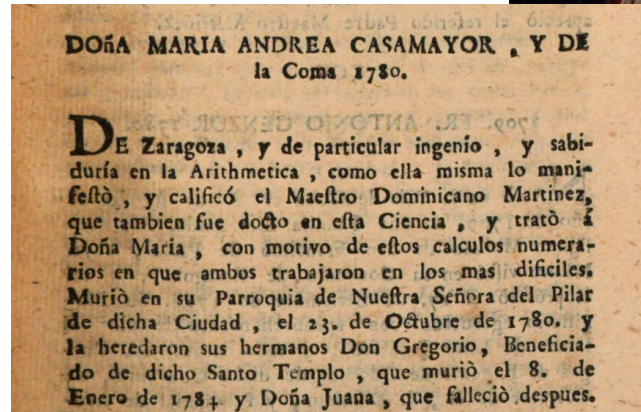 DOñA MARIA ANDREA CASAMAYOR, Y DE
la Coma 1780.
DE Zaragoza, y de particular ingenio, y sabi-
duría en la Arithmetica, como ella misma lo mani-
feſtò, y calificó el Maeſtro Dominicano Martinez,
que tambien fue docto en eſta Ciencia, y tratò á
Doña Maria, con motivo de eſtos calculos numera-
rios en que ambos trabajaron en los mas dificiles.
Muriò en su Parroquia de Nueſtra Señora del Pilar
de dicha Ciudad, el 23. de Octubre de 1780. y
la heredaron sus hermanos Don Gregorio, Beneficia-
do de dicho Santo Templo, que murió el 8. de
Enero de 1784 y Doña Juana, que falleciò despues.